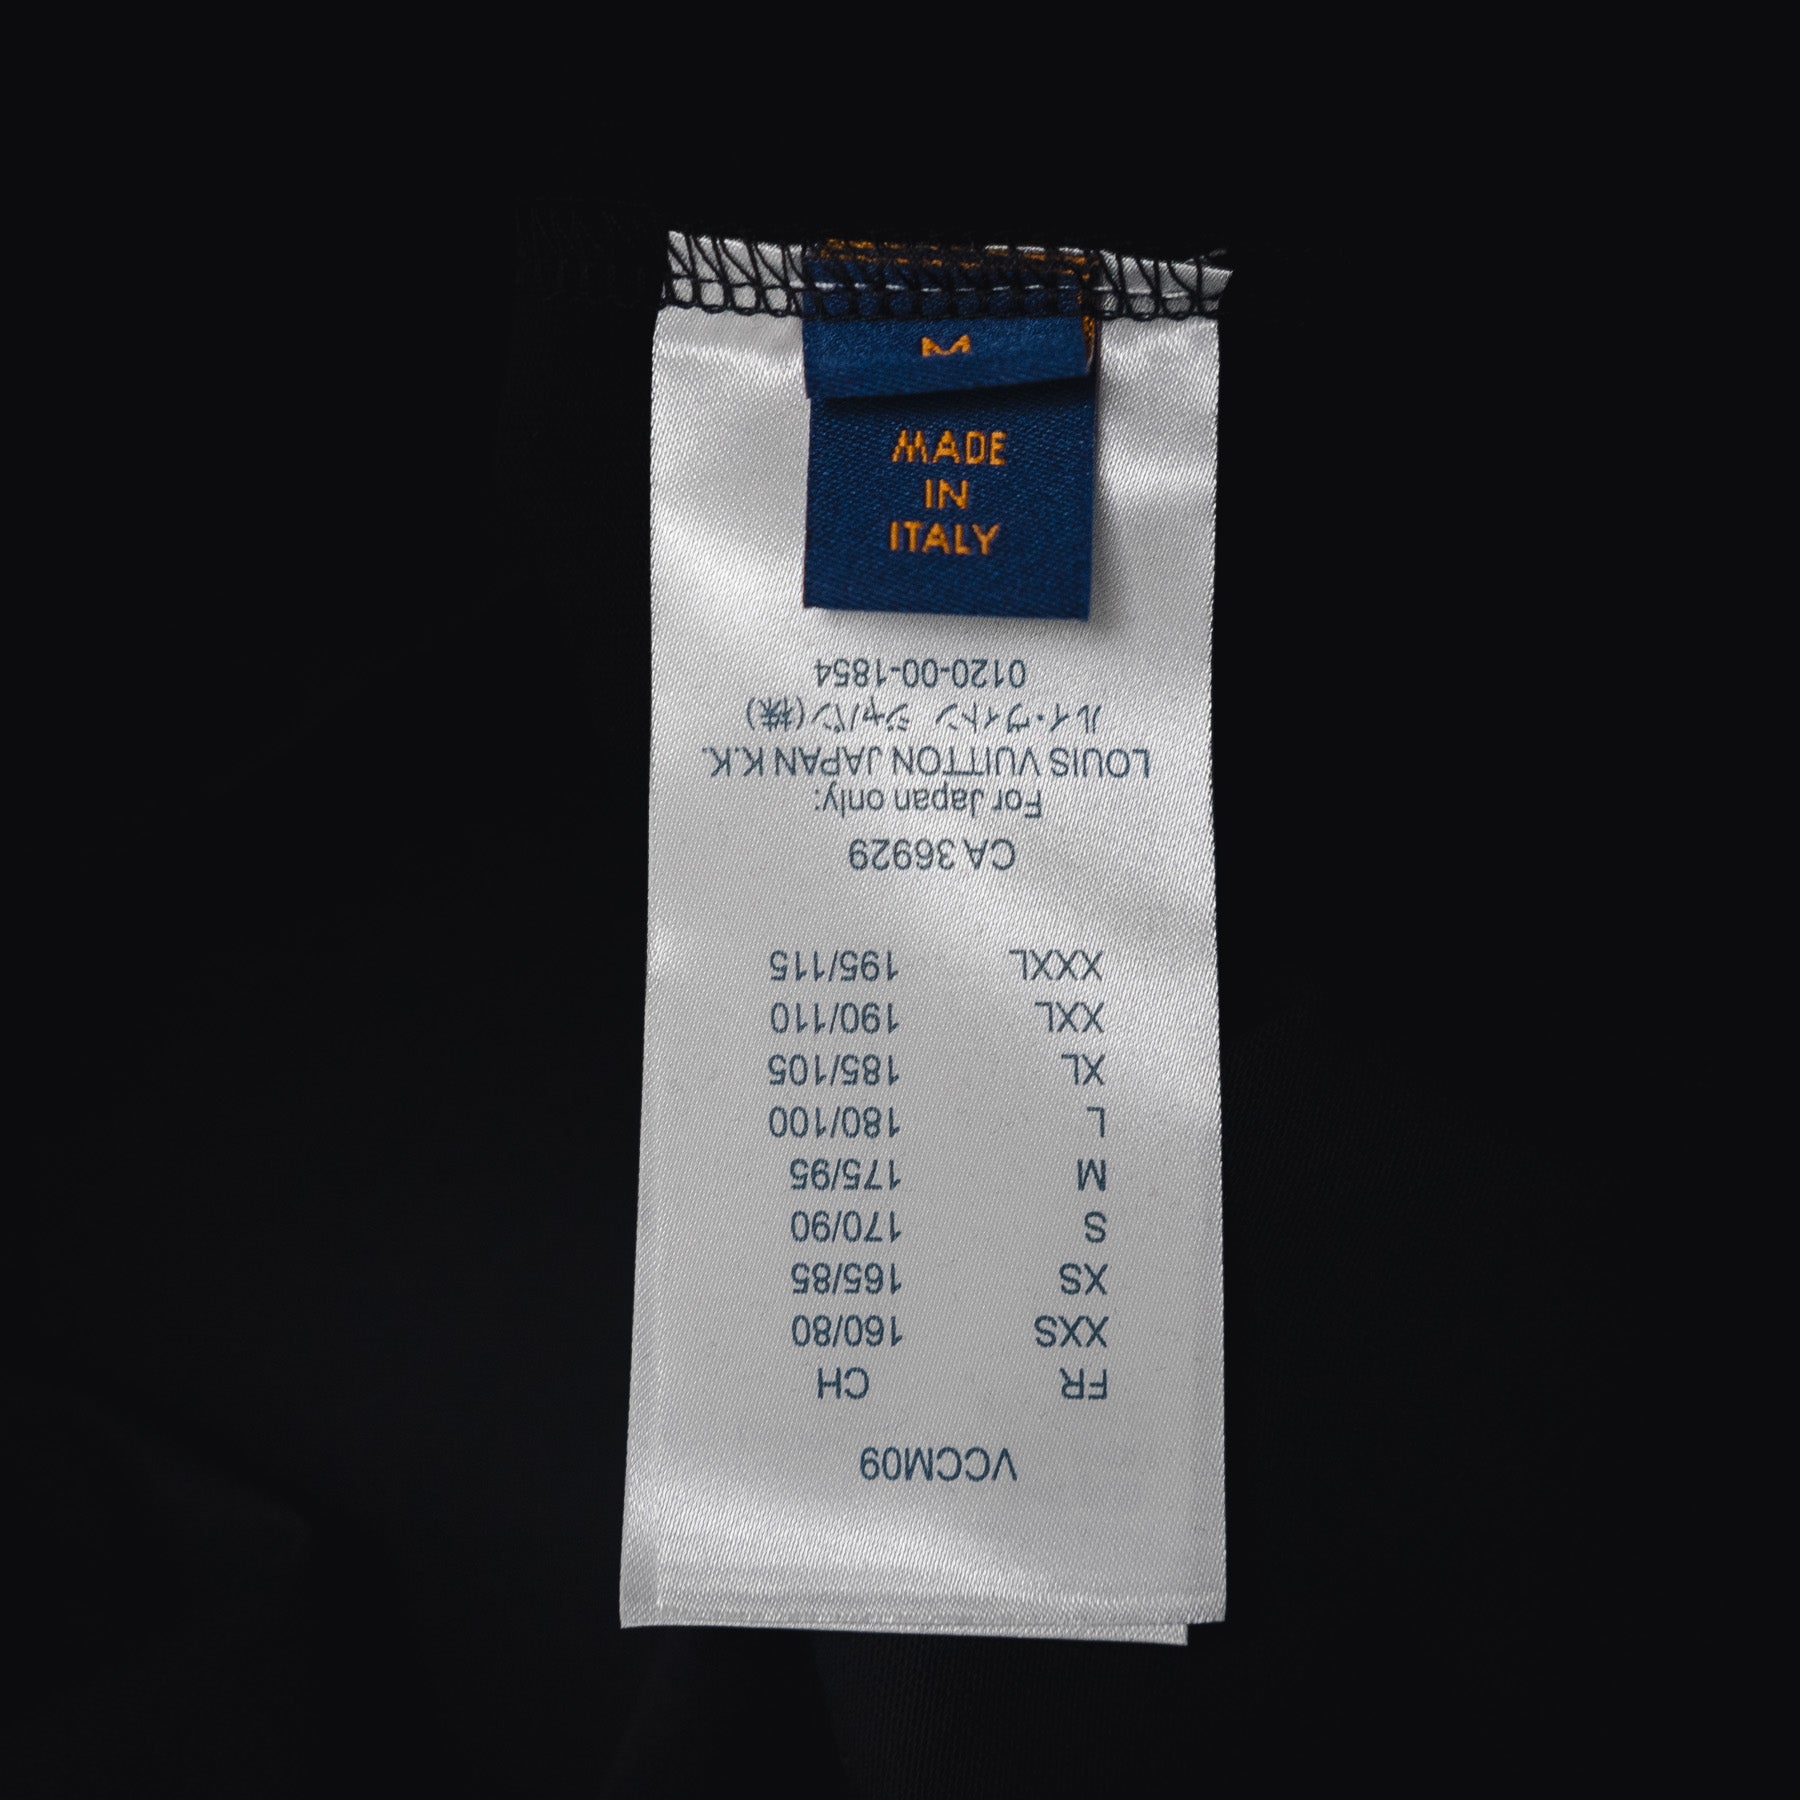 M
MADE
IN
ITALY
VCCM09
FR CH
XXS 160/80
XS 165/85
S 170/90
M 175/95
L 180/100
XL 185/105
XXL 190/110
XXXL 195/115
CA 36929
For Japan only:
LOUIS VUITTON JAPAN K.K.
ルイ・ヴィトン ジャパン(株)
0120-00-1854